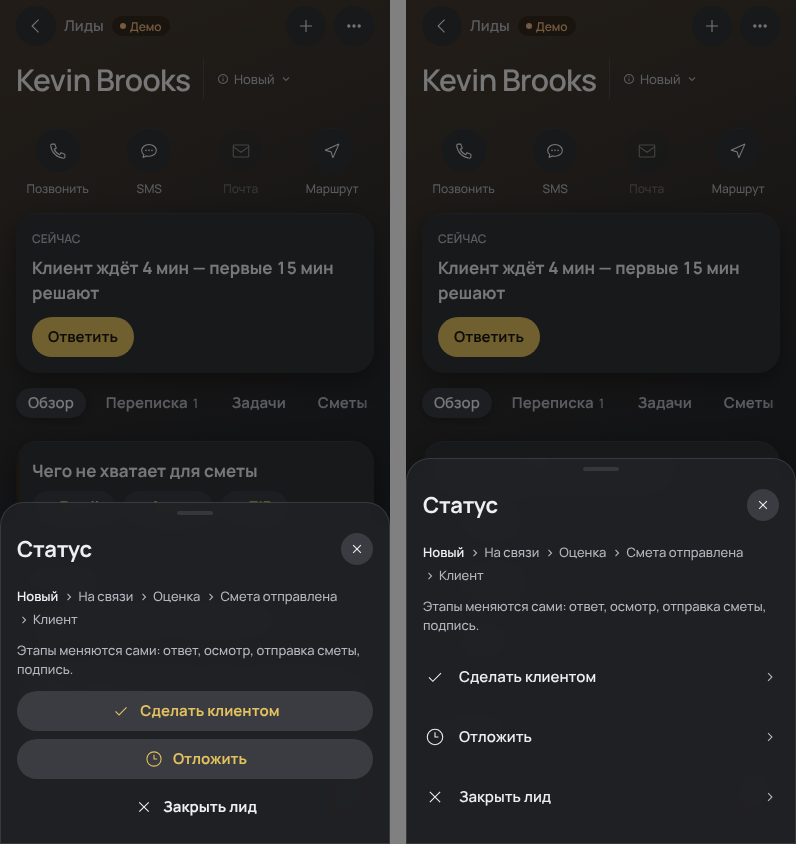 Лиды
Демо
Kevin Brooks
Новый
Позвонить
SMS
Почта
Маршрут
СЕЙЧАС
Клиент ждёт 4 мин — первые 15 мин
решают
Ответить
Обзор
Переписка 1
Задачи
Сметы
Чего не хватает для сметы
Статус
Новый > На связи > Оценка > Смета отправлена
> Клиент
Этапы меняются сами: ответ, осмотр, отправка сметы,
подпись.
Сделать клиентом
Отложить
Закрыть лид
Лиды
Демо
Kevin Brooks
Новый
Позвонить
SMS
Почта
Маршрут
СЕЙЧАС
Клиент ждёт 4 мин — первые 15 мин
решают
Ответить
Обзор
Переписка 1
Задачи
Сметы
Статус
Новый > На связи > Оценка > Смета отправлена
> Клиент
Этапы меняются сами: ответ, осмотр, отправка сметы,
подпись.
Сделать клиентом
Отложить
Закрыть лид